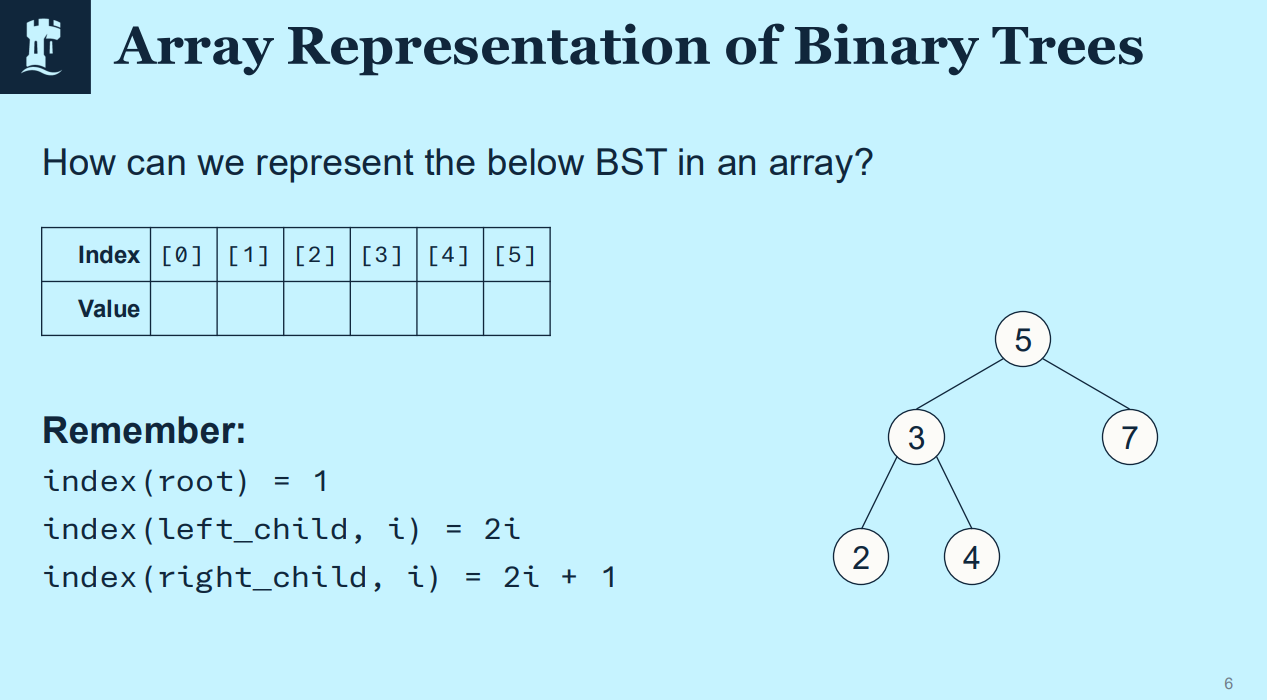 Array Representation of Binary Trees
How can we represent the below BST in an array?
Index [0] [1] [2] [3] [4] [5]
Value
5
3 7
2 4
Remember:
index(root) = 1
index(left_child, i) = 2i
index(right_child, i) = 2i + 1
6